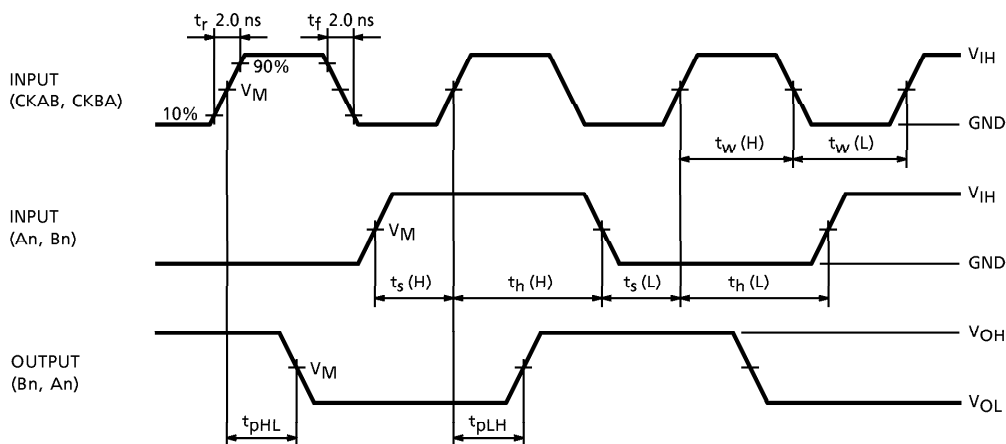 tr 2.0 ns
tf 2.0 ns
INPUT
(CKAB, CKBA)
90%
VM
10%
VIH
GND
tw (H)
tw (L)
INPUT
(An, Bn)
VM
VIH
GND
ts (H)
th (H)
ts (L)
th (L)
OUTPUT
(Bn, An)
VM
VOH
VOL
tpHL
tpLH